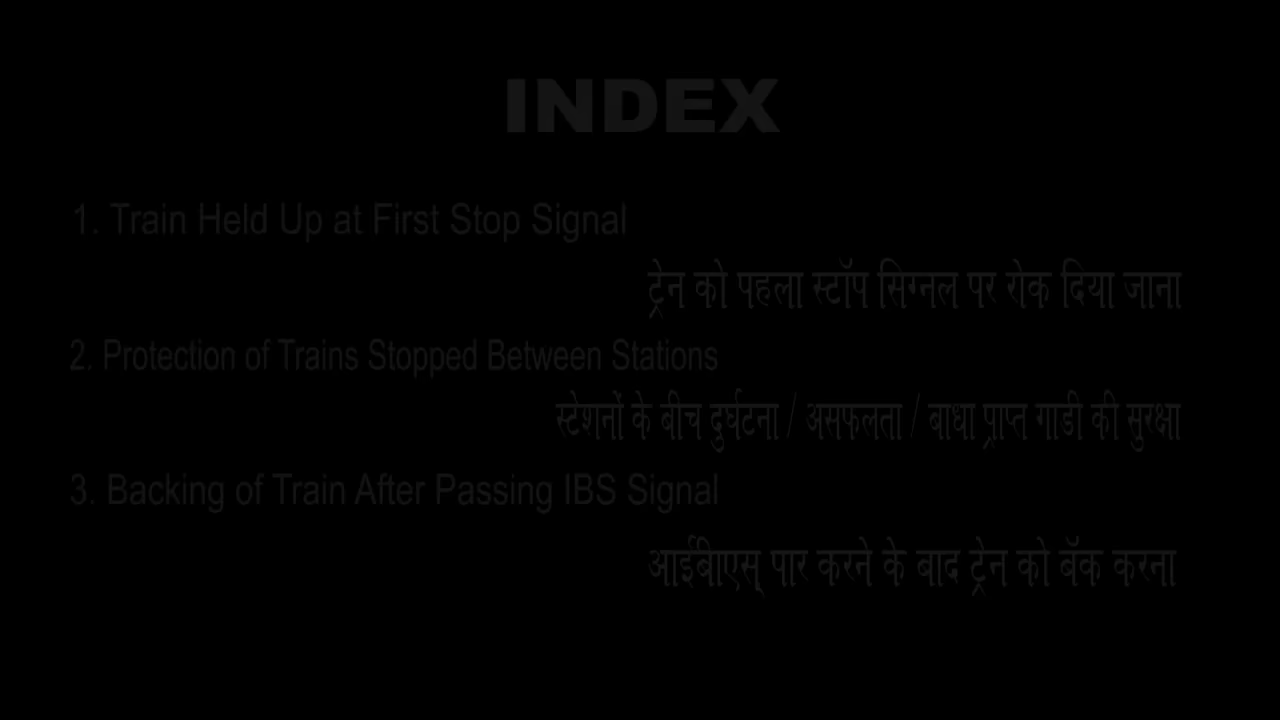 INDEX
1. Train Held Up at First Stop Signal
ट्रेन को पहला स्टॉप सिग्नल पर रोक दिया जाना
2. Protection of Trains Stopped Between Stations
स्टेशनों के बीच दुर्घटना / असफलता / बाधा प्राप्त गाडी की सुरक्षा
3. Backing of Train After Passing IBS Signal
आईबीएस् पार करने के बाद ट्रेन को बॅक करना